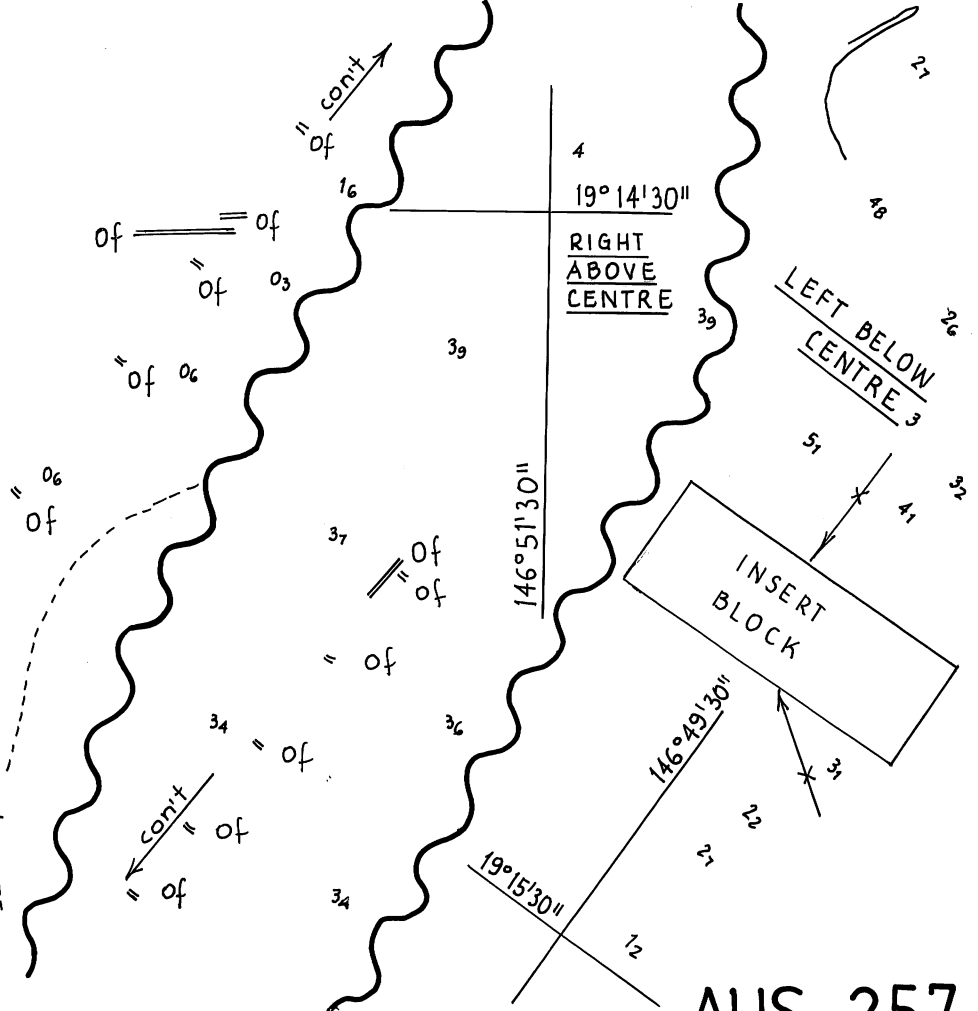 27
con't
"
Of
4
16
19° 14' 30"
48
Of
Of
RIGHT
ABOVE
CENTRE
Of
03
LEFT BELOW
CENTRE
26
39
39
Of
06
3
51
06
32
Of
41
146° 51' 30"
37
Of
Of
INSERT
BLOCK
Of
34
36
Of
146° 49' 30"
31
con't
Of
22
27
Of
34
19° 15' 30"
12
AUS 257